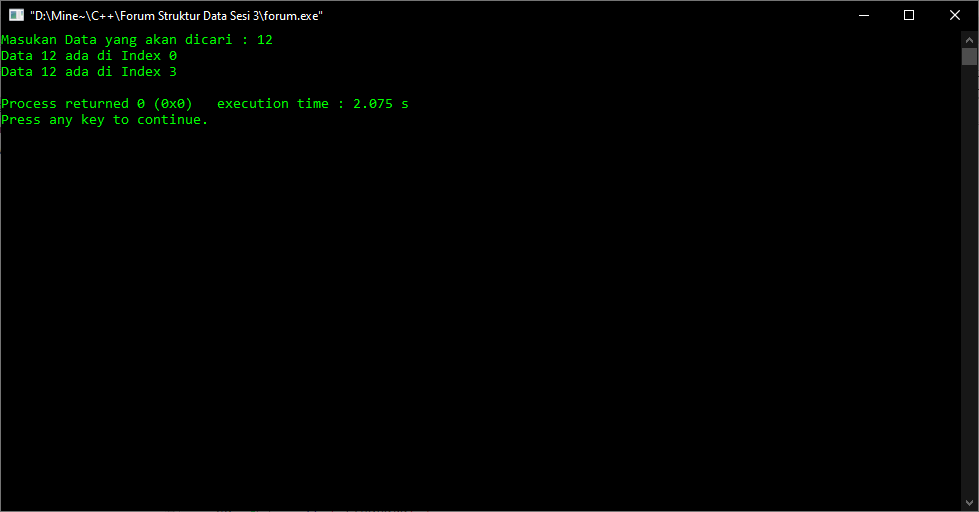 "D:\Mine~\C++\Forum Struktur Data Sesi 3\forum.exe"
Masukan Data yang akan dicari : 12
Data 12 ada di Index 0
Data 12 ada di Index 3
Process returned 0 (0x0)   execution time : 2.075 s
Press any key to continue.